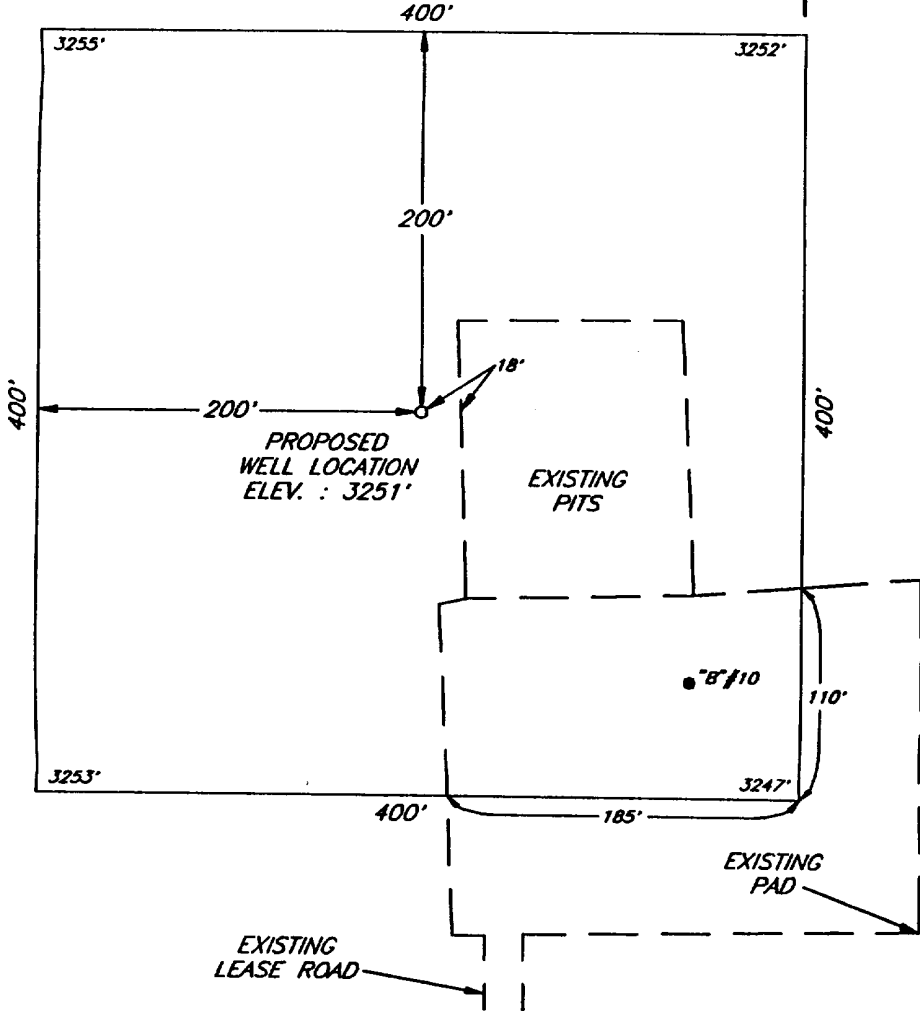 400'
3255'
3252'
200'
18'
400'
200'
400'
PROPOSED
WELL LOCATION
ELEV. : 3251'
EXISTING
PITS
"B"#10
110'
3253'
3247'
400'
185'
EXISTING
PAD
EXISTING
LEASE ROAD